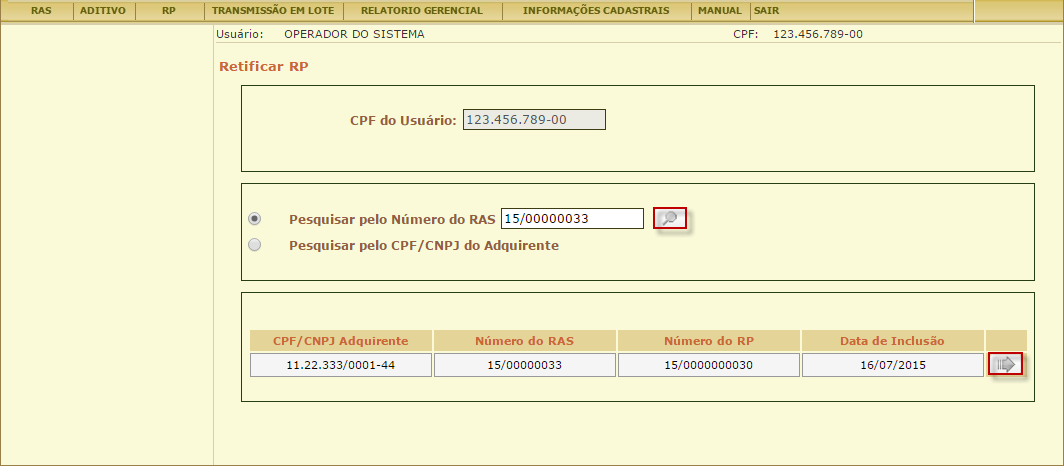 RAS ADITIVO RP TRANSMISSÃO EM LOTE RELATORIO GERENCIAL INFORMAÇÕES CADASTRAIS MANUAL SAIR
Usuário: OPERADOR DO SISTEMA CPF: 123.456.789-00
Retificar RP
CPF do Usuário: 123.456.789-00
Pesquisar pelo Número do RAS 15/00000033
Pesquisar pelo CPF/CNPJ do Adquirente
CPF/CNPJ Adquirente Número do RAS Número do RP Data de Inclusão
11.22.333/0001-44 15/00000033 15/0000000030 16/07/2015